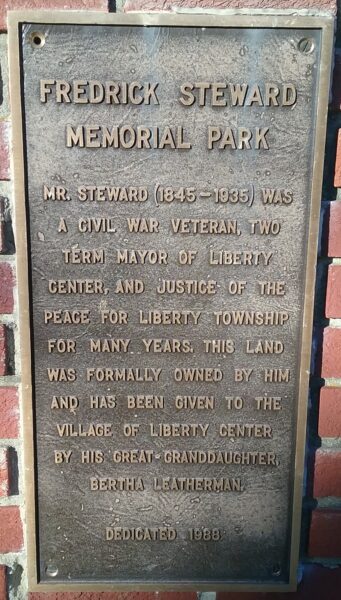 FREDRICK STEWARD
MEMORIAL PARK
MR. STEWARD (1845-1935) WAS
A CIVIL WAR VETERAN, TWO
TERM MAYOR OF LIBERTY
CENTER, AND JUSTICE OF THE
PEACE FOR LIBERTY TOWNSHIP
FOR MANY YEARS. THIS LAND
WAS FORMALLY OWNED BY HIM
AND HAS BEEN GIVEN TO THE
VILLAGE OF LIBERTY CENTER
BY HIS GREAT-GRANDDAUGHTER,
BERTHA LEATHERMAN.
DEDICATED 1988